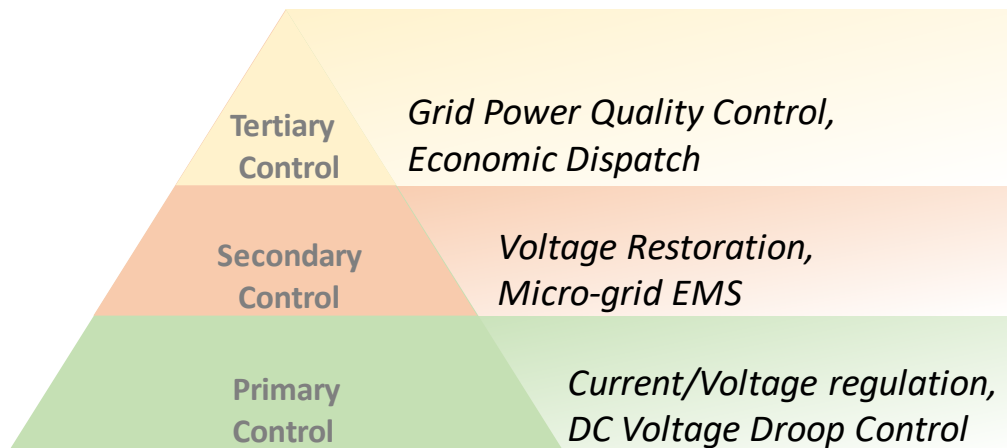 Tertiary
Control
Grid Power Quality Control,
Economic Dispatch
Secondary
Control
Voltage Restoration,
Micro-grid EMS
Primary
Control
Current/Voltage regulation,
DC Voltage Droop Control